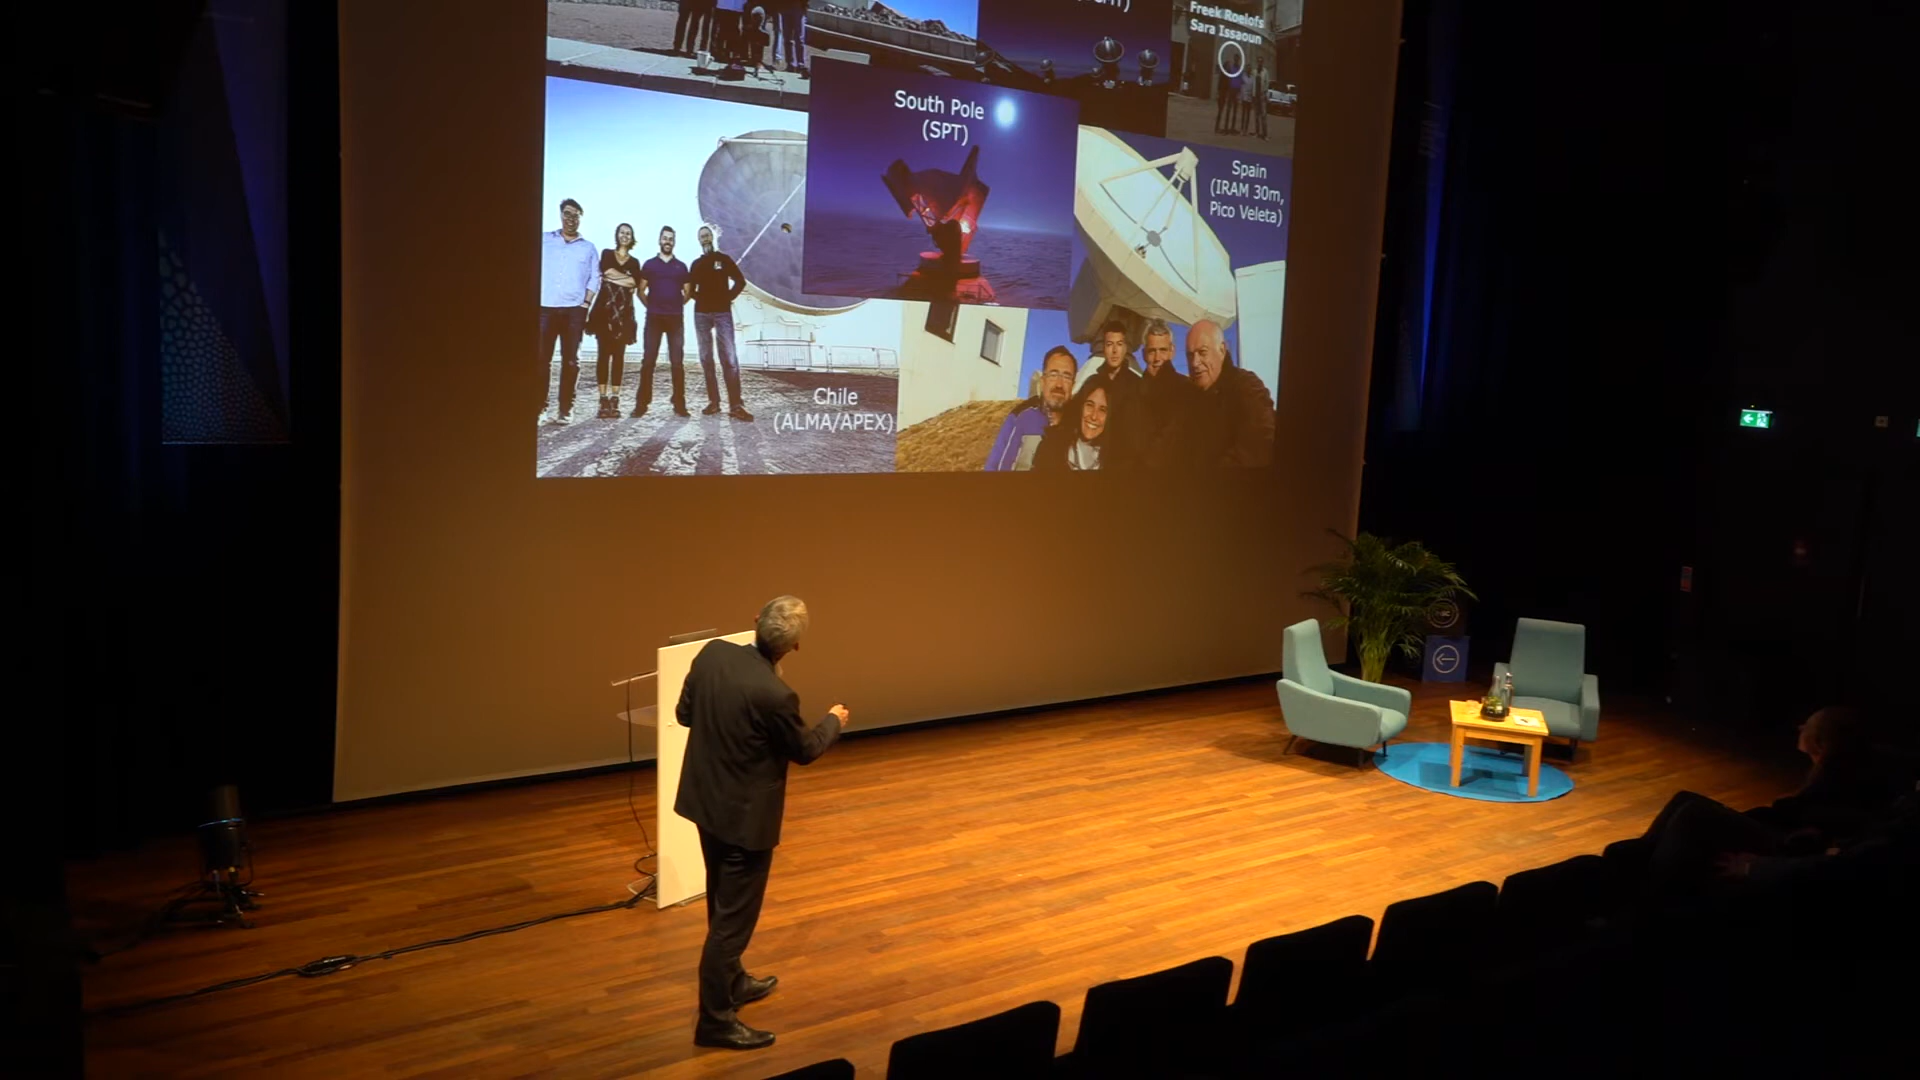 Freek Roelofs
Sara Issaoun
South Pole
(SPT)
Spain
(IRAM 30m,
Pico Veleta)
Chile
(ALMA/APEX)